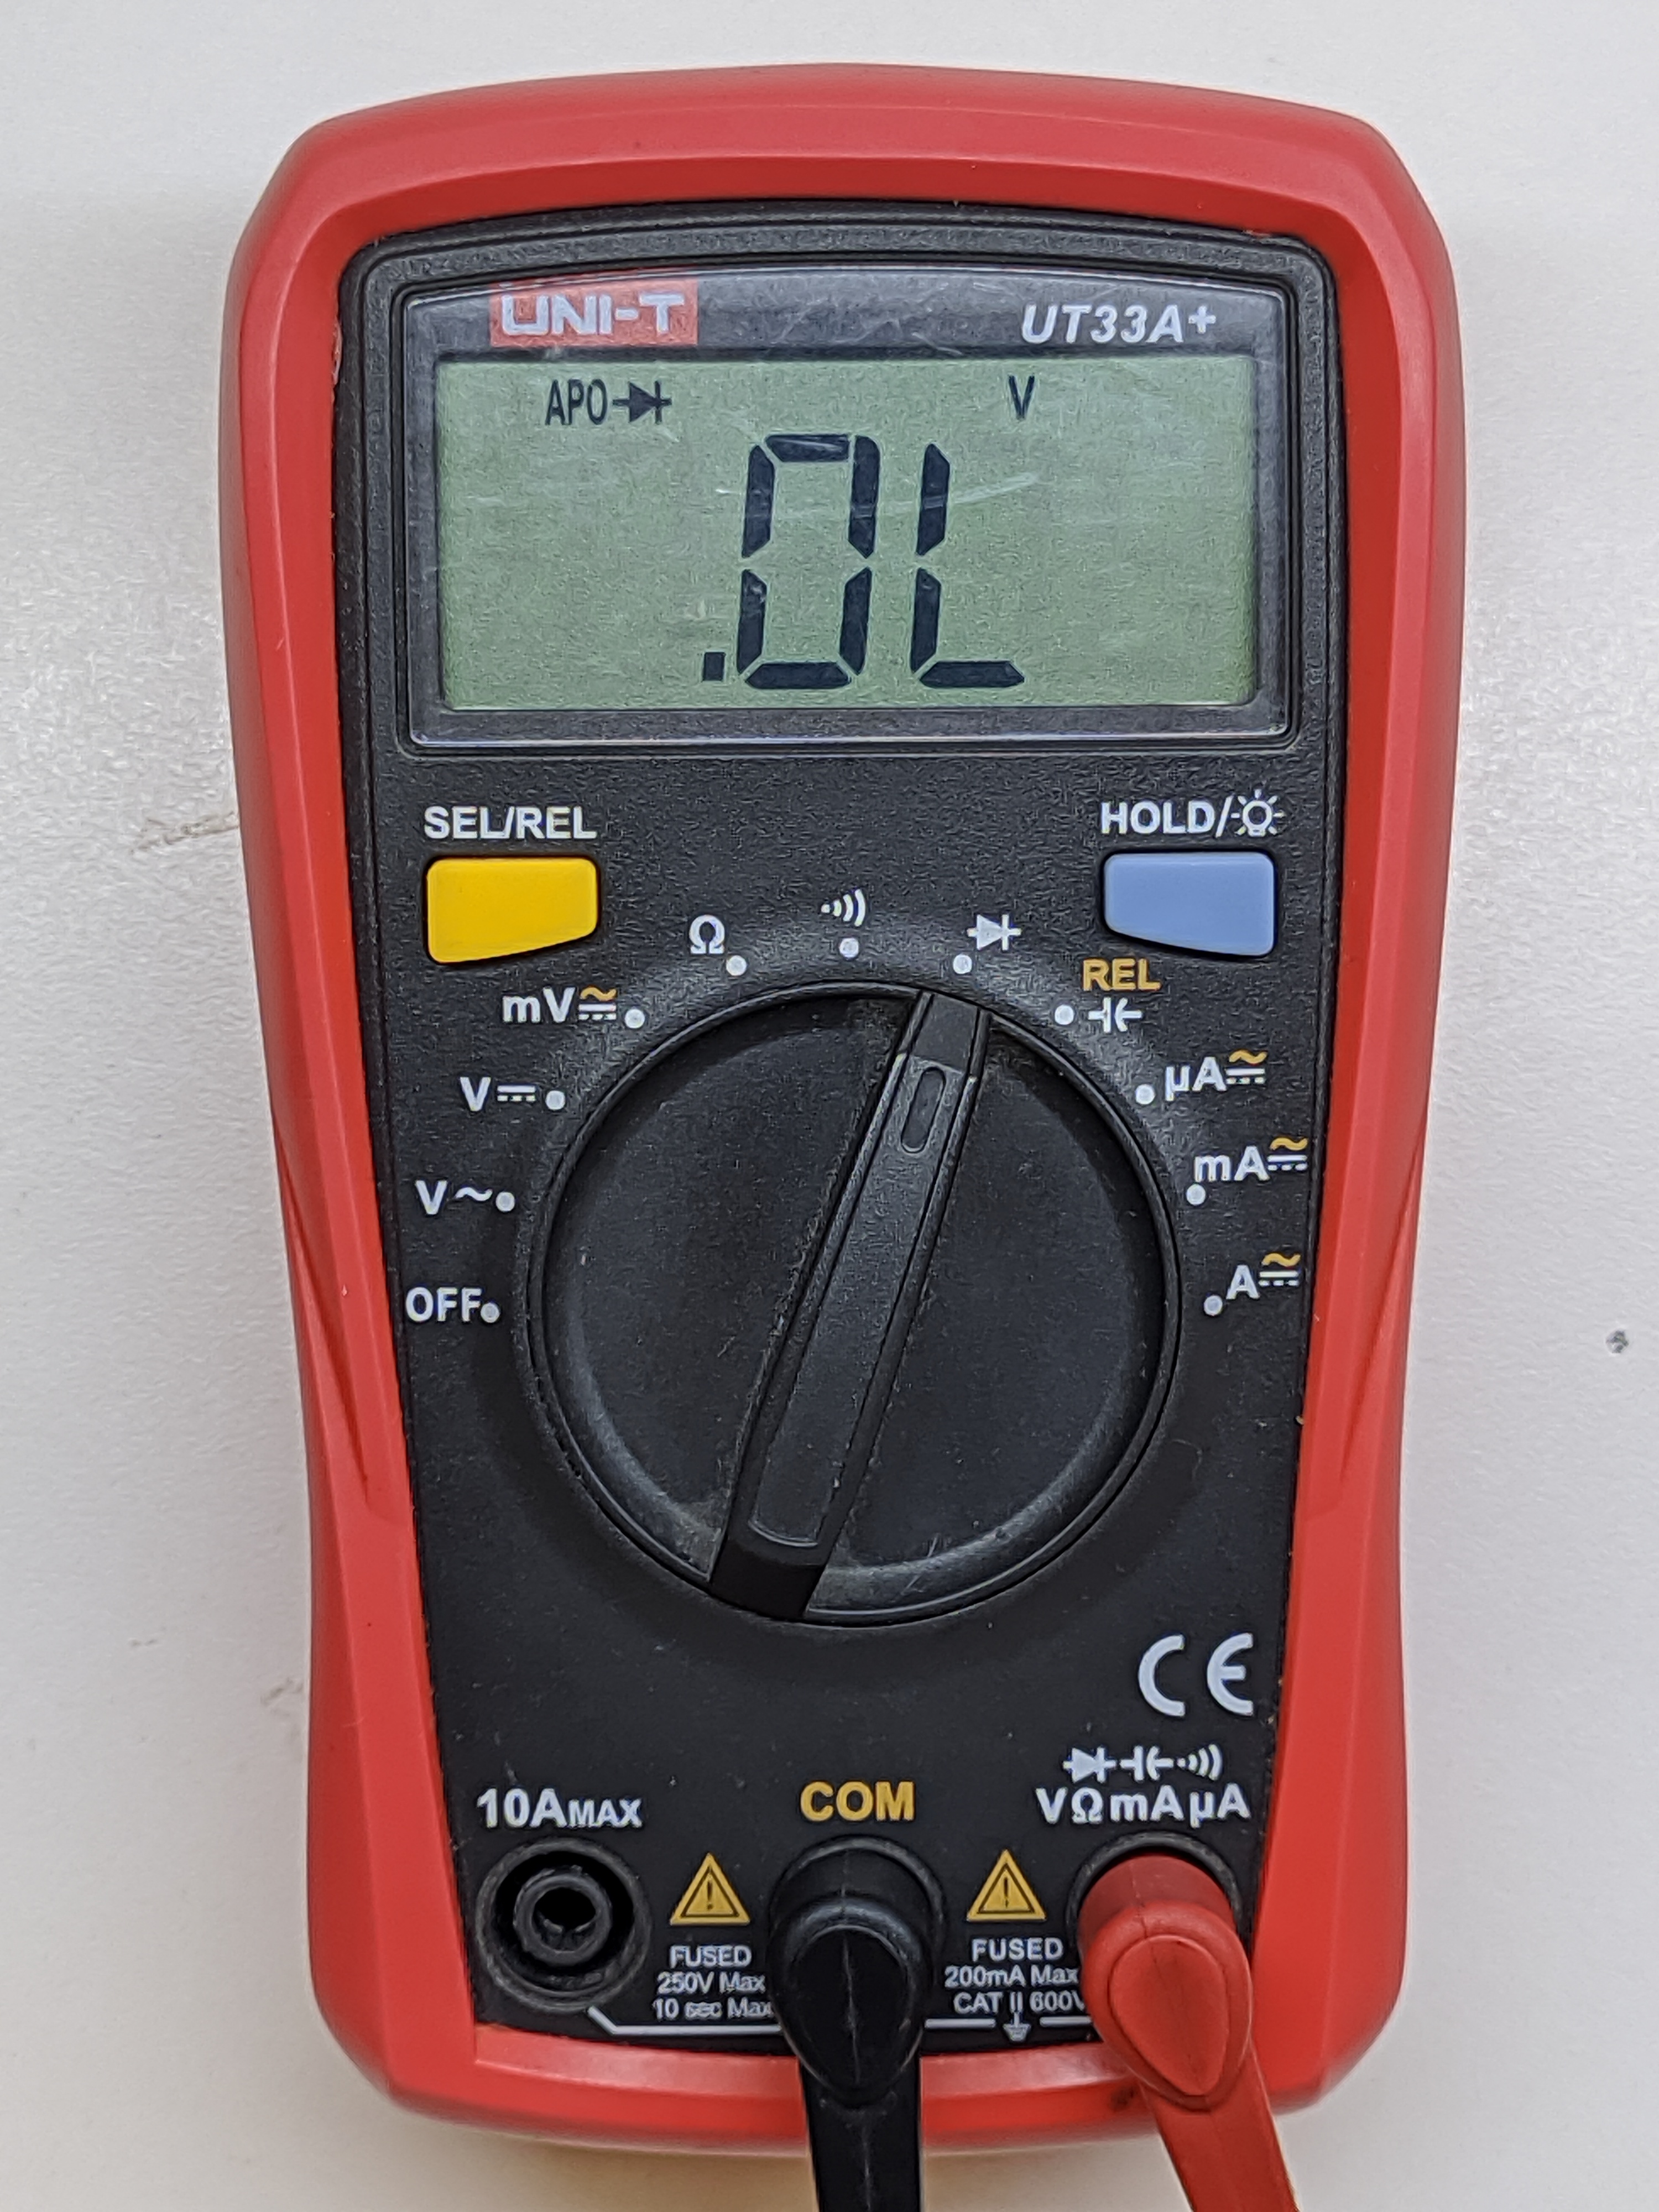 UNI-T
UT33A+
APO V
.OL
SEL/REL
HOLD/
Ω
mV
REL
V
μA
V~
mA
OFF
A
CE
10AMAX
COM
VΩmAμA
FUSED
250V Max
10 sec Max
FUSED
200mA Max
CAT II 600V